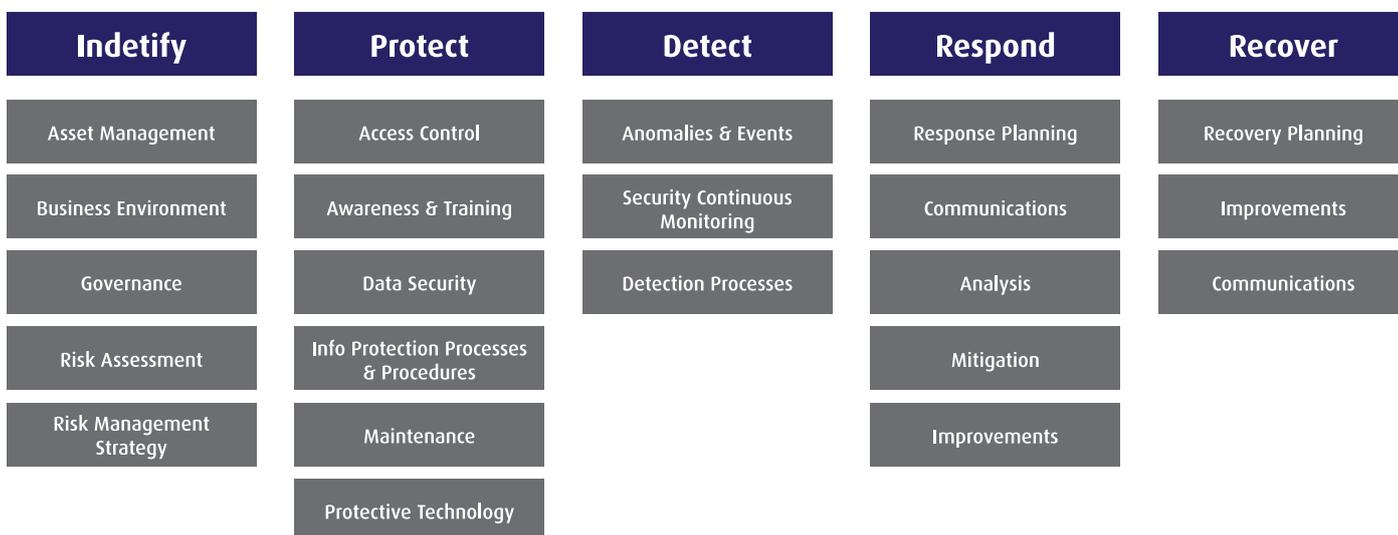 Indetify
Asset Management
Business Environment
Governance
Risk Assessment
Risk Management
Strategy
Protect
Access Control
Awareness & Training
Data Security
Info Protection Processes
& Procedures
Maintenance
Protective Technology
Detect
Anomalies & Events
Security Continuous
Monitoring
Detection Processes
Respond
Response Planning
Communications
Analysis
Mitigation
Improvements
Recover
Recovery Planning
Improvements
Communications